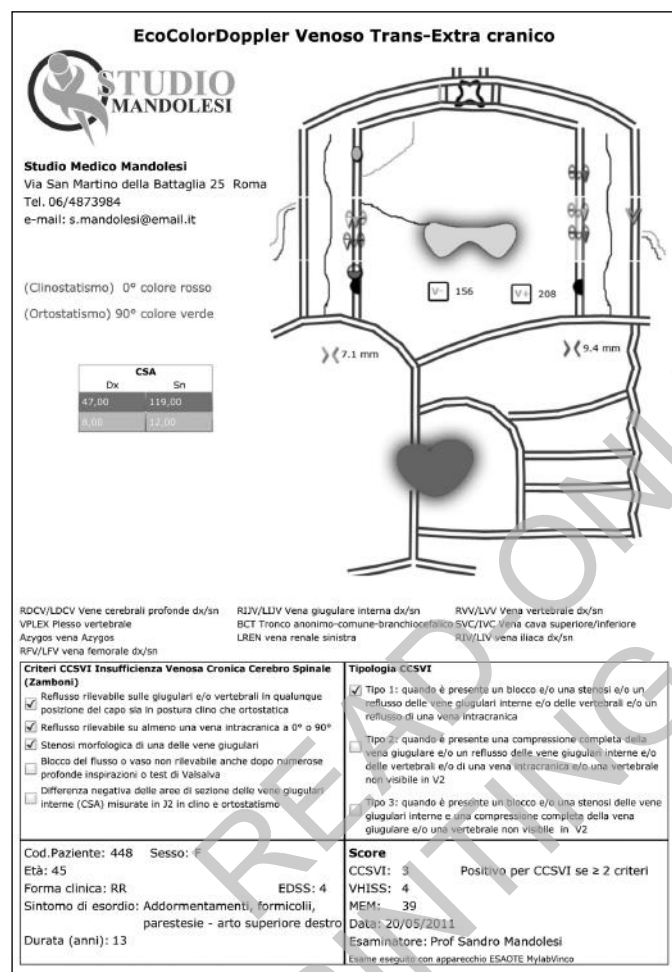 EcoColorDoppler Venoso Trans-Extra cranico
STUDIO
MANDOLESI
Studio Medico Mandolesi
Via San Martino della Battaglia 25 Roma
Tel. 06/4873984
e-mail: s.mandolesi@email.it
(Clinostatismo) 0° colore rosso
(Ortostatismo) 90° colore verde
V- 156
V+ 208
7.1 mm
9.4 mm
CSA
Dx Sn
47,00 119,00
8,00 12,00
RDCV/LDCV Vene cerebrali profonde dx/sn
VPLEX Plesso vertebrale
Azygos vena Azygos
RFV/LFV vena femorale dx/sn
RIJV/LIJV Vena giugulare interna dx/sn
BCT Tronco anonimo-comune-branchiocefalico
LREN vena renale sinistra
RVV/LVV Vena vertebrale dx/sn
SVC/IVC Vena cava superiore/inferiore
RIV/LIV vena iliaca dx/sn
Criteri CCSVI Insufficienza Venosa Cronica Cerebro Spinale
(Zamboni)
Reflusso rilevabile sulle giugulari e/o vertebrali in qualunque
posizione del capo sia in postura clino che ortostatica
Reflusso rilevabile su almeno una vena intracranica a 0° o 90°
Stenosi morfologica di una delle vene giugulari
Blocco del flusso o vaso non rilevabile anche dopo numerose
profonde inspirazioni o test di Valsalva
Differenza negativa delle aree di sezione delle vene giugulari
interne (CSA) misurate in J2 in clino e ortostatismo
Tipologia CCSVI
Tipo 1: quando è presente un blocco e/o una stenosi e/o un
reflusso delle vene giugulari interne e/o delle vertebrali e/o un
reflusso di una vena intracranica
Tipo 2: quando è presente una compressione completa della
vena giugulare e/o un reflusso delle vene giugulari interne e/o
delle vertebrali e/o di una vena intracranica e/o una vertebrale
non visibile in V2
Tipo 3: quando è presente un blocco e/o una stenosi delle vene
giugulari interne e una compressione completa della vena
giugulare e/o una vertebrale non visibile in V2
Cod.Paziente: 448 Sesso: F
Età: 45
Forma clinica: RR EDSS: 4
Sintomo di esordio: Addormentamenti, formicolii,
parestesie - arto superiore destro
Durata (anni): 13
Score
CCSVI: 3 Positivo per CCSVI se ≥ 2 criteri
VHISS: 4
MEM: 39
Data: 20/05/2011
Esaminatore: Prof Sandro Mandolesi
Esame eseguito con apparecchio ESAOTE MylabVinco